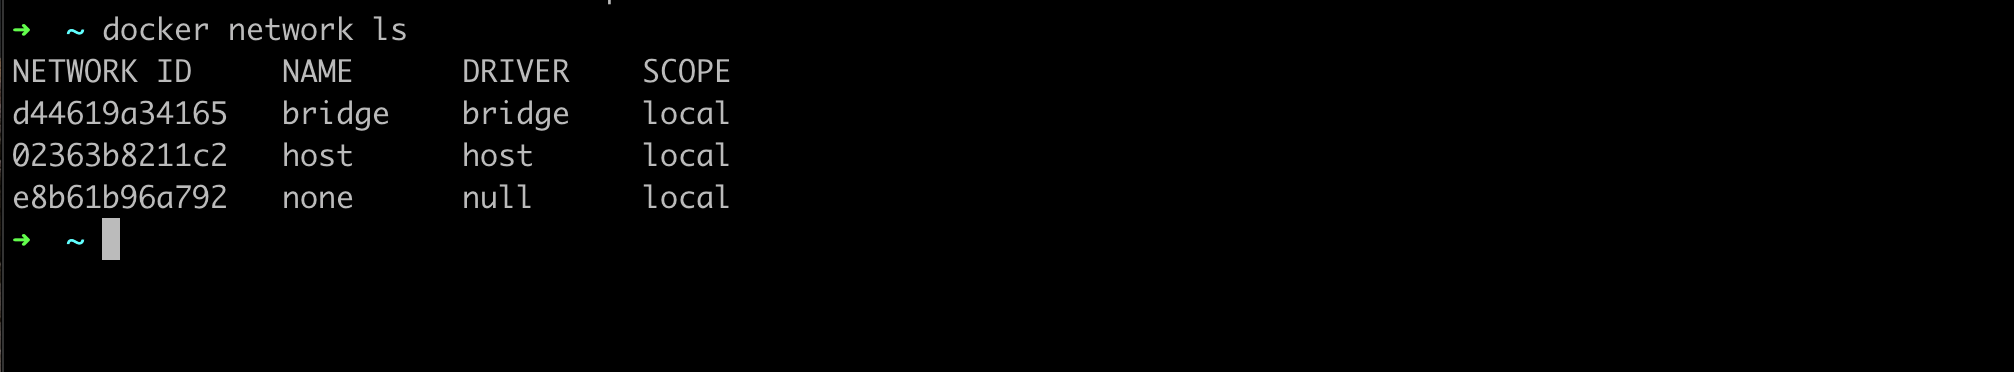 ➜ ~ docker network ls
NETWORK ID NAME DRIVER SCOPE
d44619a34165 bridge bridge local
02363b8211c2 host host local
e8b61b96a792 none null local
➜ ~